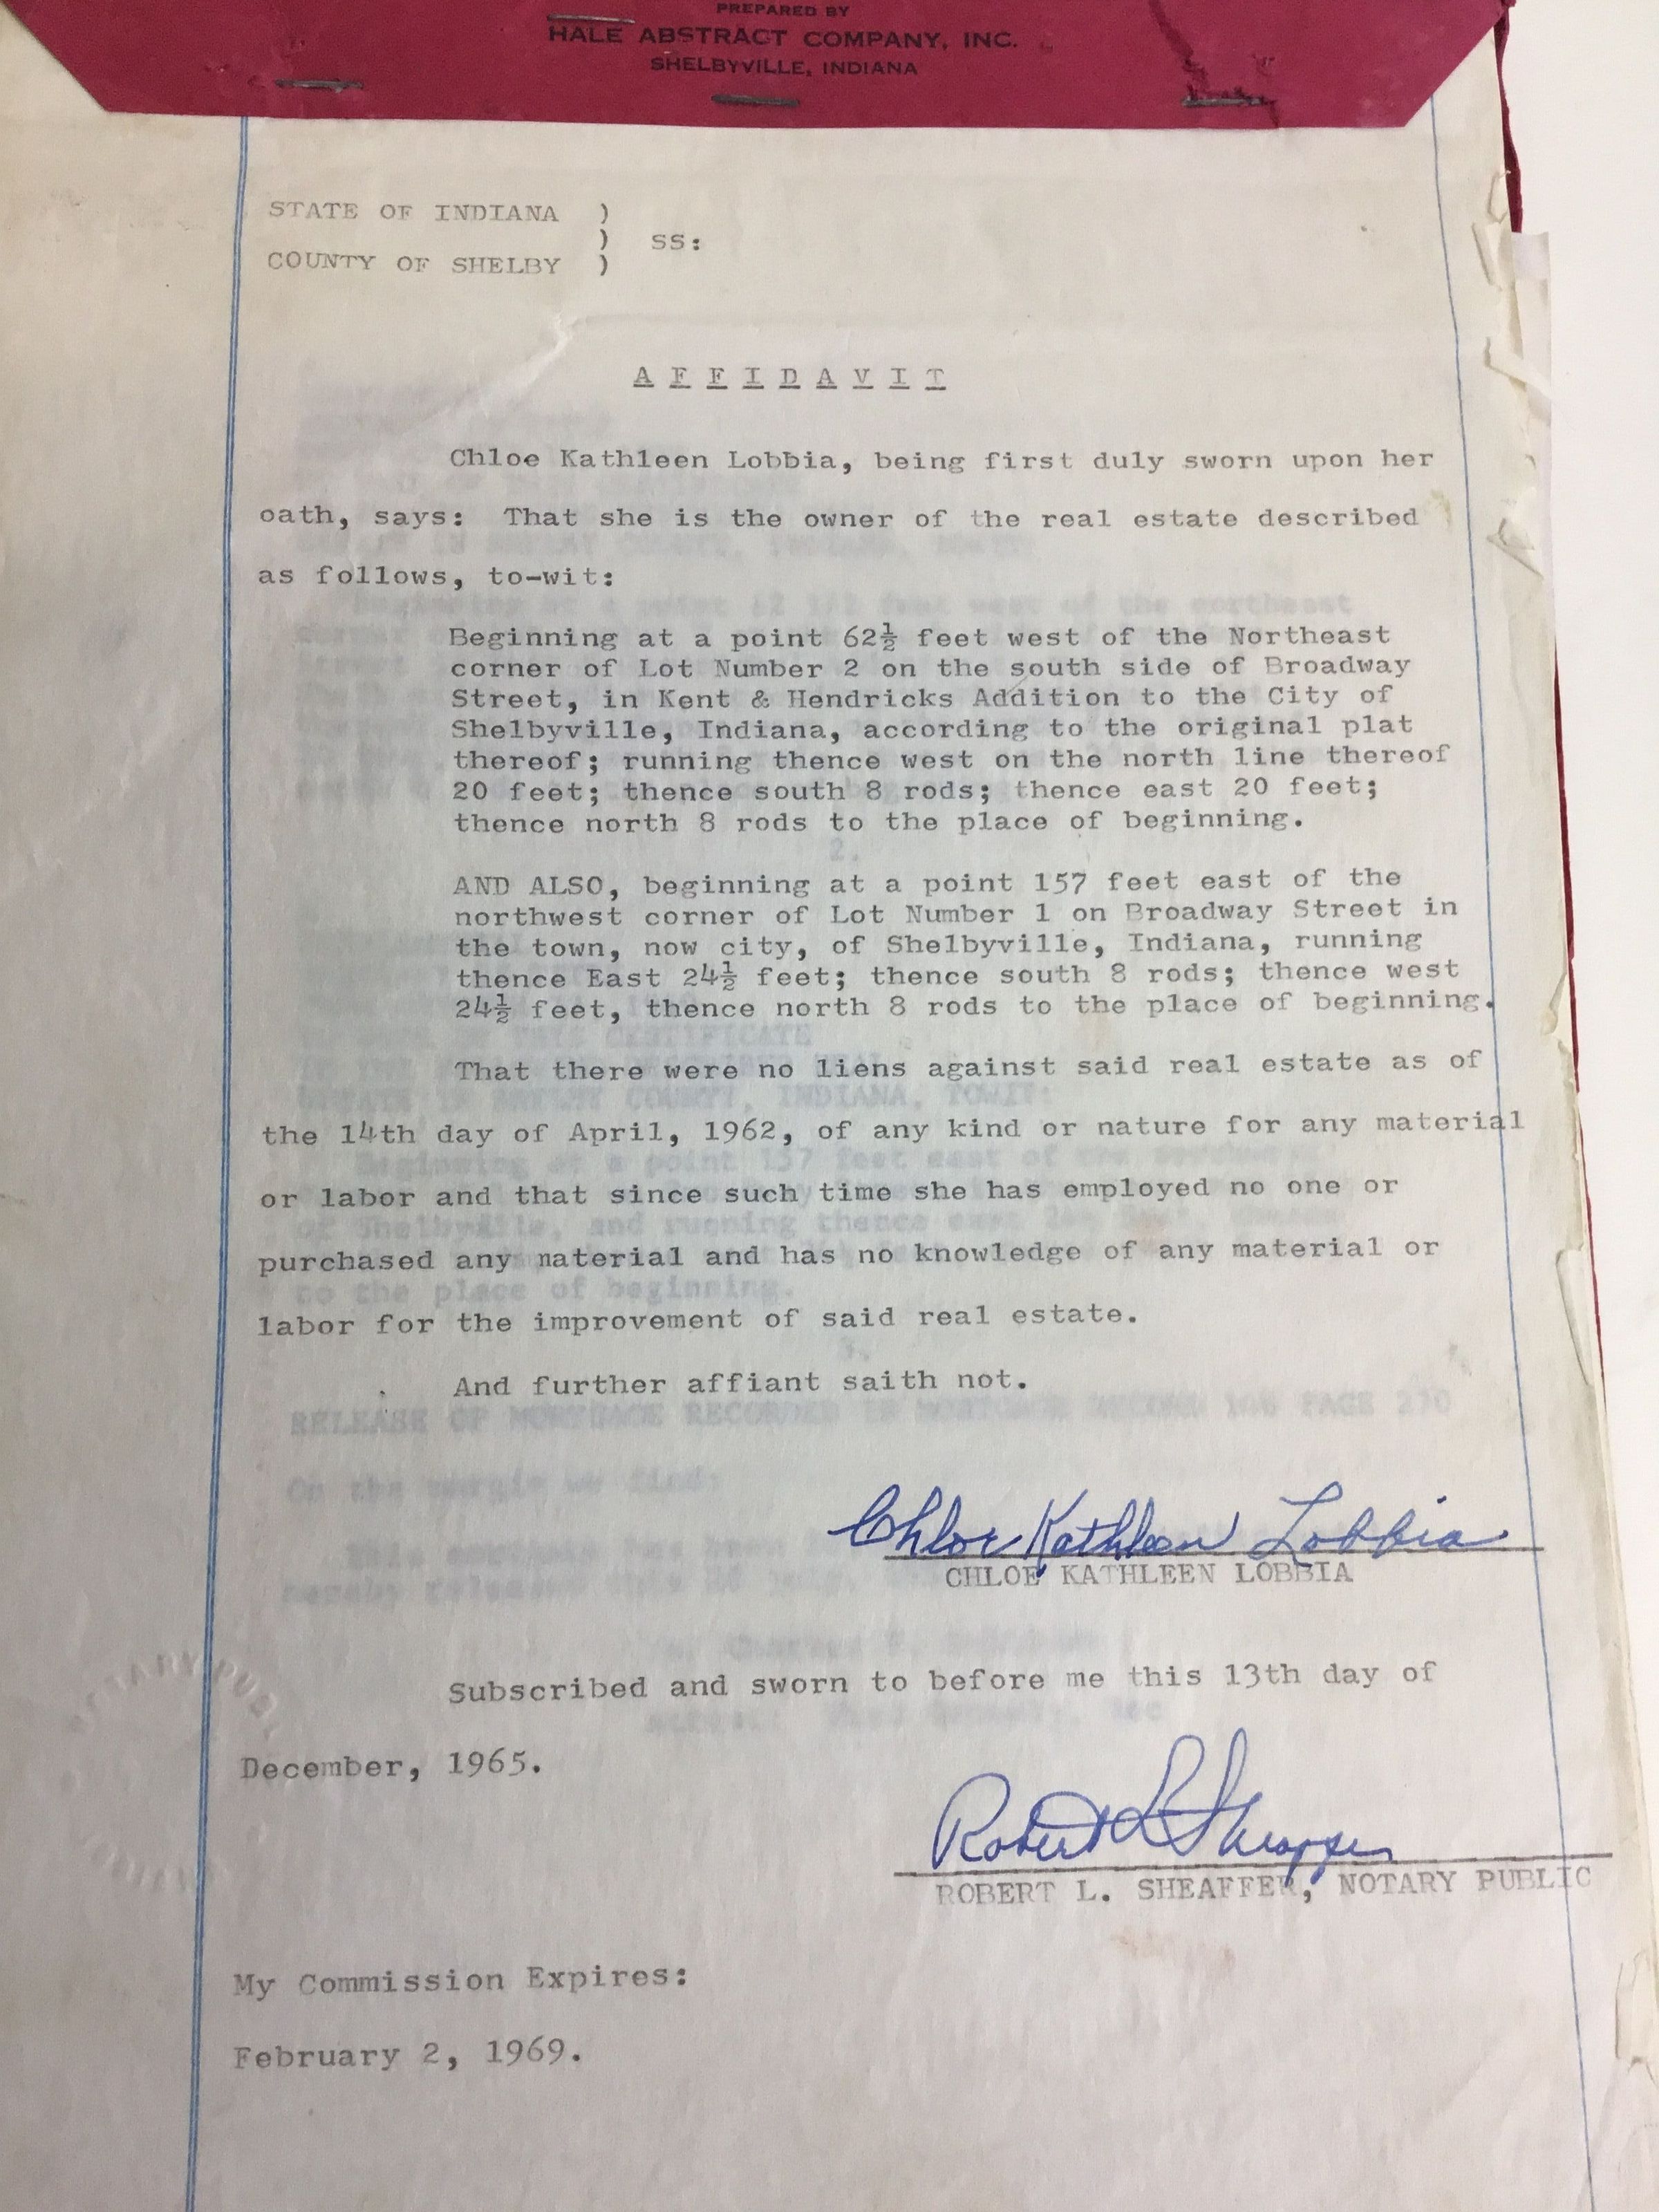 PREPARED BY
HALE ABSTRACT COMPANY, INC.
SHELBYVILLE, INDIANA
STATE OF INDIANA )
) SS:
COUNTY OF SHELBY )
AFFIDAVIT
Chloe Kathleen Lobbia, being first duly sworn upon her
oath, says: That she is the owner of the real estate described
as follows, to-wit:
Beginning at a point 62½ feet west of the Northeast
corner of Lot Number 2 on the south side of Broadway
Street, in Kent & Hendricks Addition to the City of
Shelbyville, Indiana, according to the original plat
thereof; running thence west on the north line thereof
20 feet; thence south 8 rods; thence east 20 feet;
thence north 8 rods to the place of beginning.
AND ALSO, beginning at a point 157 feet east of the
northwest corner of Lot Number 1 on Broadway Street in
the town, now city, of Shelbyville, Indiana, running
thence East 24½ feet; thence south 8 rods; thence west
24½ feet, thence north 8 rods to the place of beginning.
That there were no liens against said real estate as of
the 14th day of April, 1962, of any kind or nature for any material
or labor and that since such time she has employed no one or
purchased any material and has no knowledge of any material or
labor for the improvement of said real estate.
And further affiant saith not.
Chloe Kathleen Lobbia
CHLOE KATHLEEN LOBBIA
Subscribed and sworn to before me this 13th day of
December, 1965.
Robert L Sheaffer
ROBERT L. SHEAFFER, NOTARY PUBLIC
My Commission Expires:
February 2, 1969.